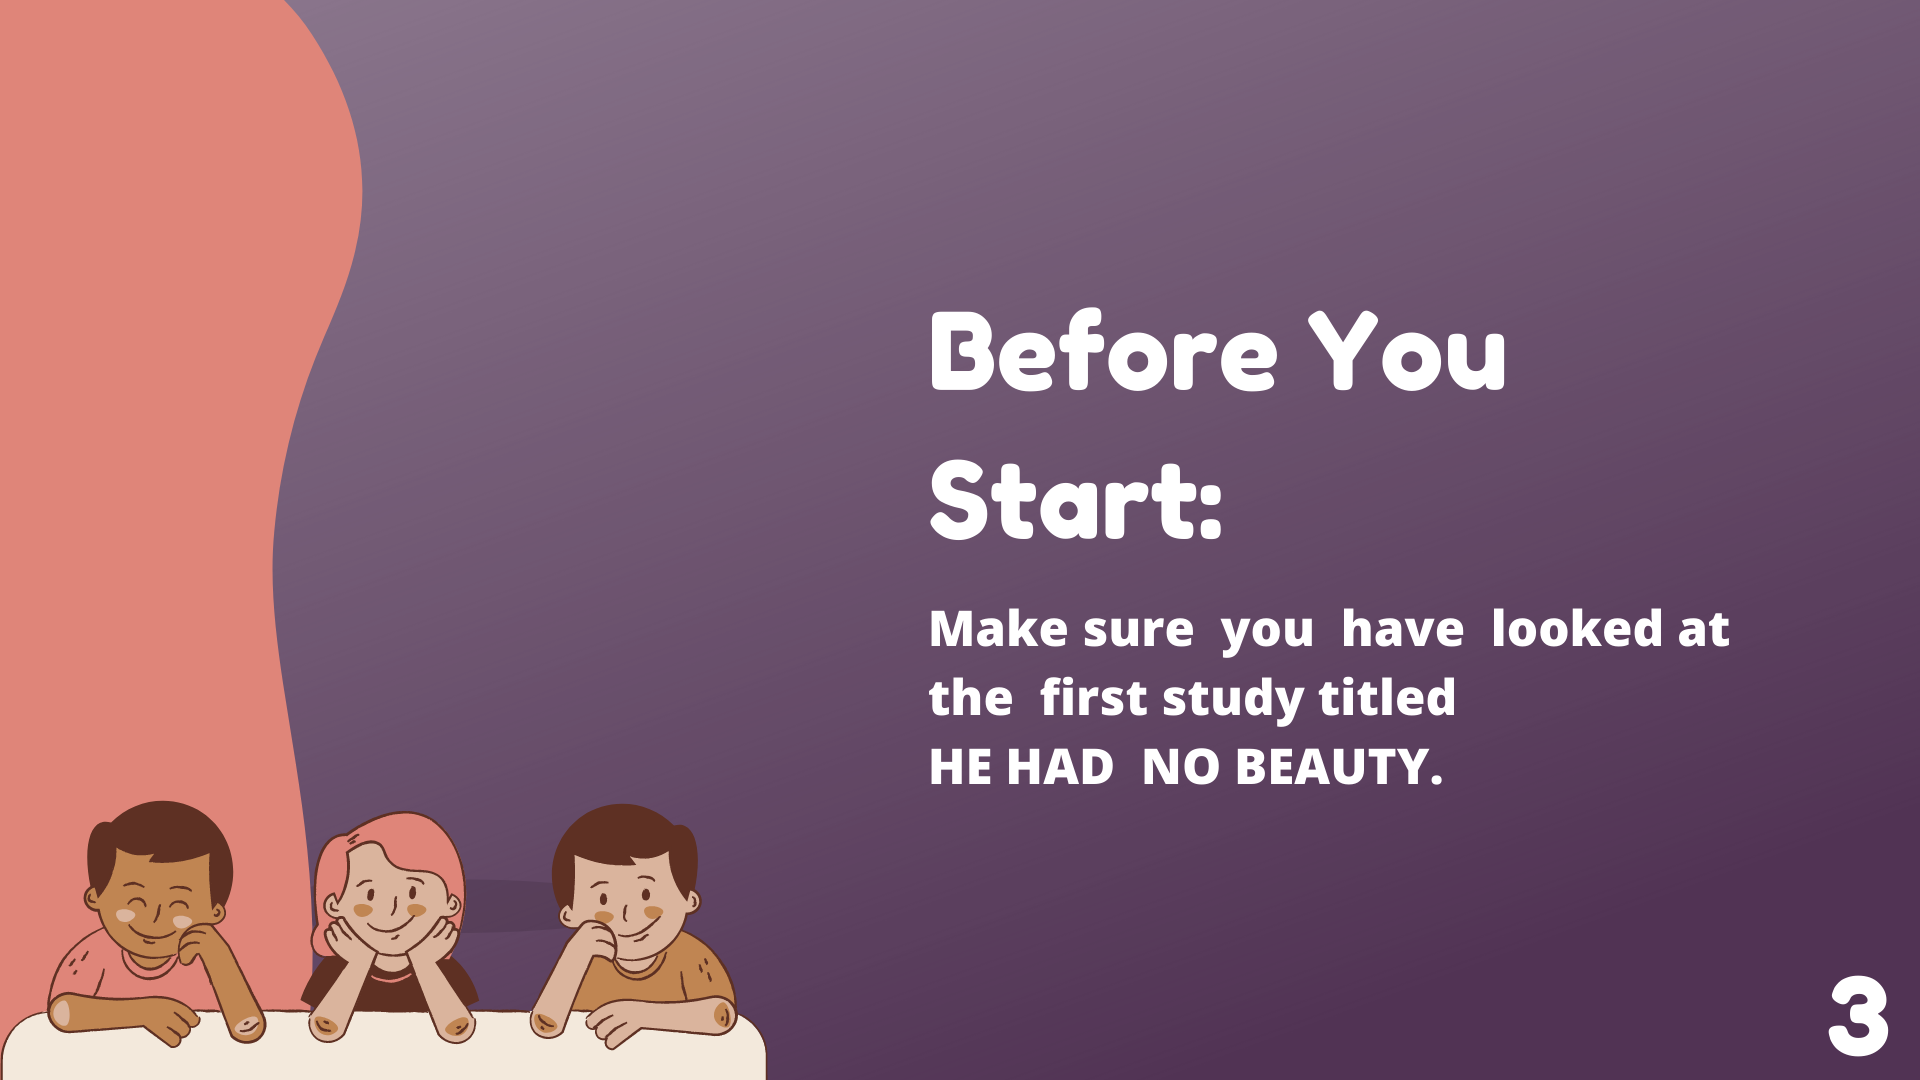 Before You
Start:
Make sure you have looked at
the first study titled
HE HAD NO BEAUTY.
3